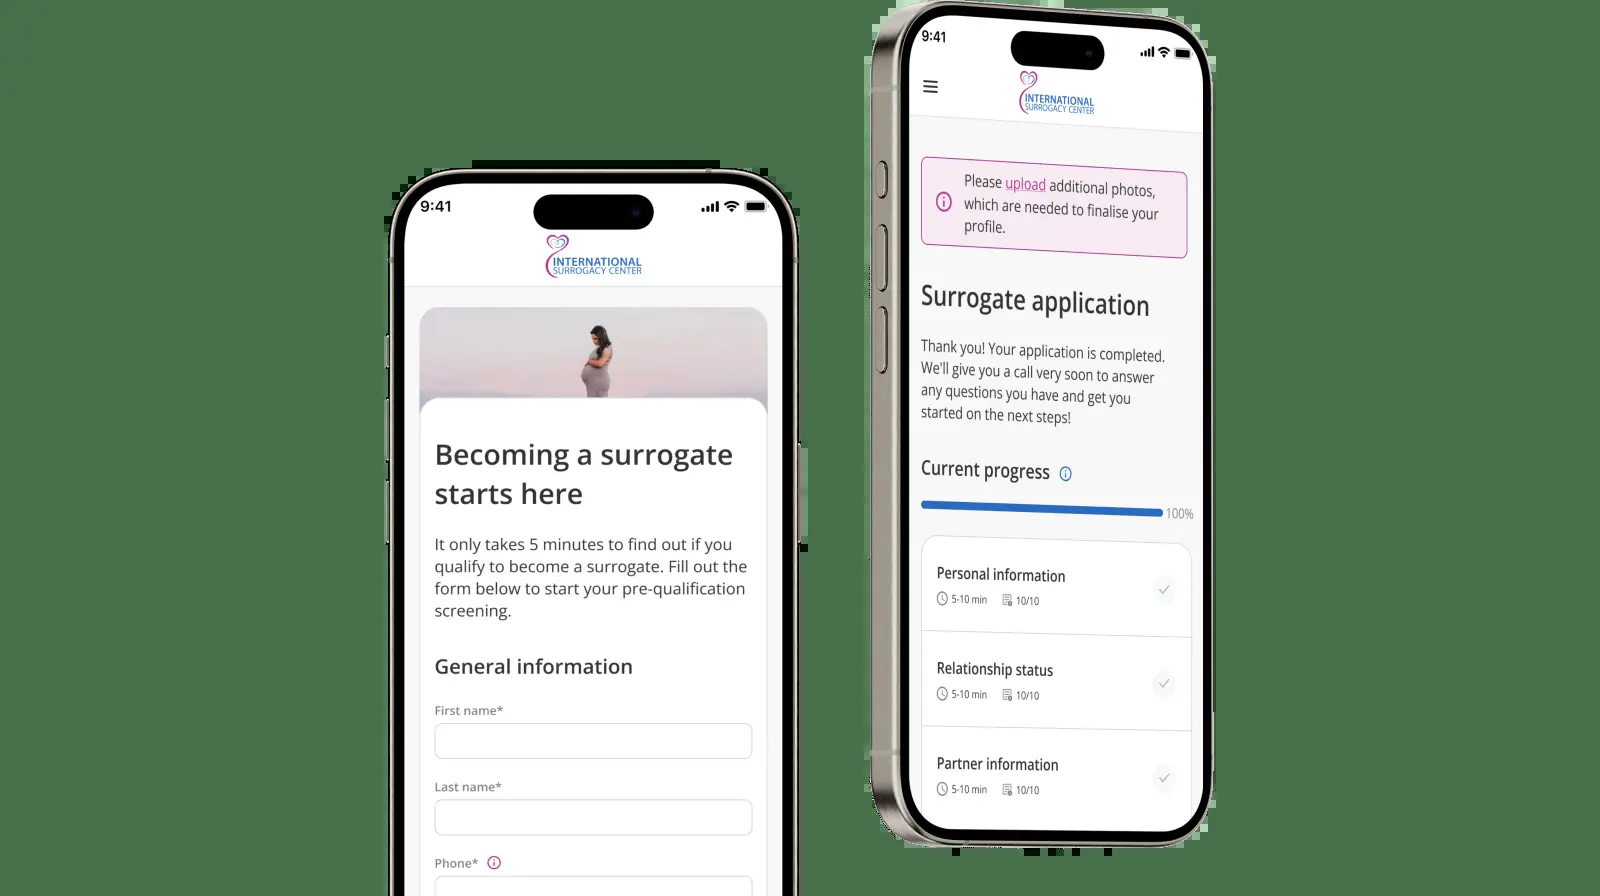 9:41
INTERNATIONAL
SURROGACY CENTER
Becoming a surrogate
starts here
It only takes 5 minutes to find out if you
qualify to become a surrogate. Fill out the
form below to start your pre-qualification
screening.
General information
First name*
Last name*
Phone*
9:41
INTERNATIONAL
SURROGACY CENTER
Please upload additional photos,
which are needed to finalise your
profile.
Surrogate application
Thank you! Your application is completed.
We'll give you a call very soon to answer
any questions you have and get you
started on the next steps!
Current progress
100%
Personal information
5-10 min 10/10
Relationship status
5-10 min 10/10
Partner information
5-10 min 10/10